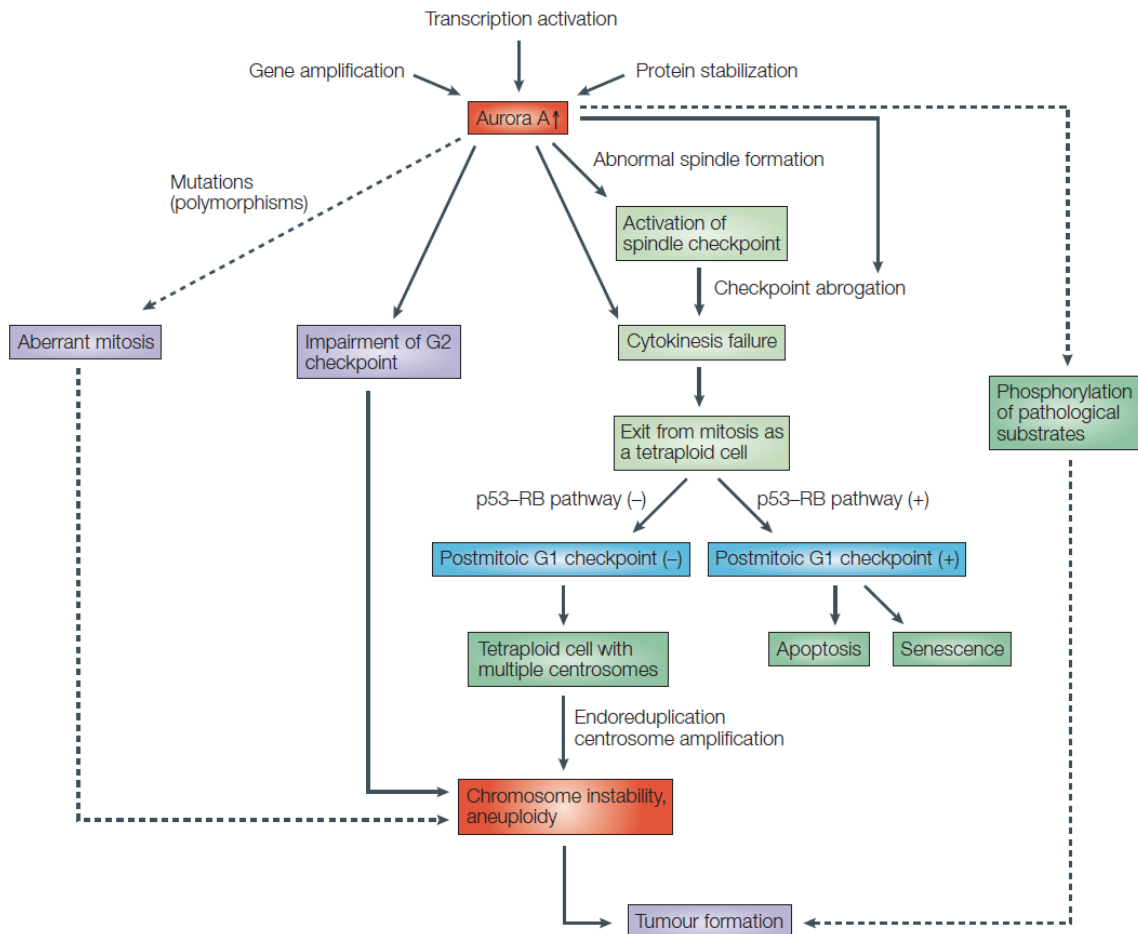 Transcription activation
Gene amplification
Protein stabilization
Aurora A↑
Abnormal spindle formation
Mutations
(polymorphisms)
Activation of
spindle checkpoint
Checkpoint abrogation
Aberrant mitosis
Impairment of G2
checkpoint
Cytokinesis failure
Phosphorylation
of pathological
substrates
Exit from mitosis as
a tetraploid cell
p53–RB pathway (–)
p53–RB pathway (+)
Postmitoic G1 checkpoint (–)
Postmitoic G1 checkpoint (+)
Tetraploid cell with
multiple centrosomes
Apoptosis
Senescence
Endoreduplication
centrosome amplification
Chromosome instability,
aneuploidy
Tumour formation